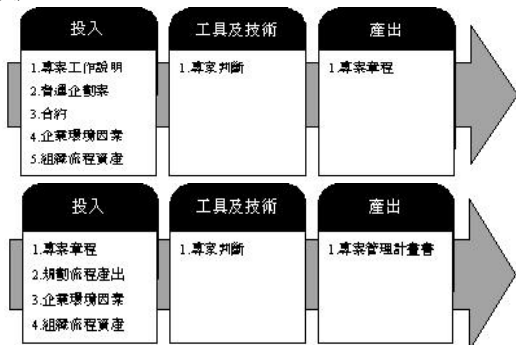 投入
1.專案工作說明
2.營運企劃案
3.合約
4.企業環境因素
5.組織流程資產
工具及技術
1.專家判斷
產出
1.專案章程
投入
1.專案章程
2.規劃流程產出
3.企業環境因素
4.組織流程資產
工具及技術
1.專家判斷
產出
1.專案管理計畫書